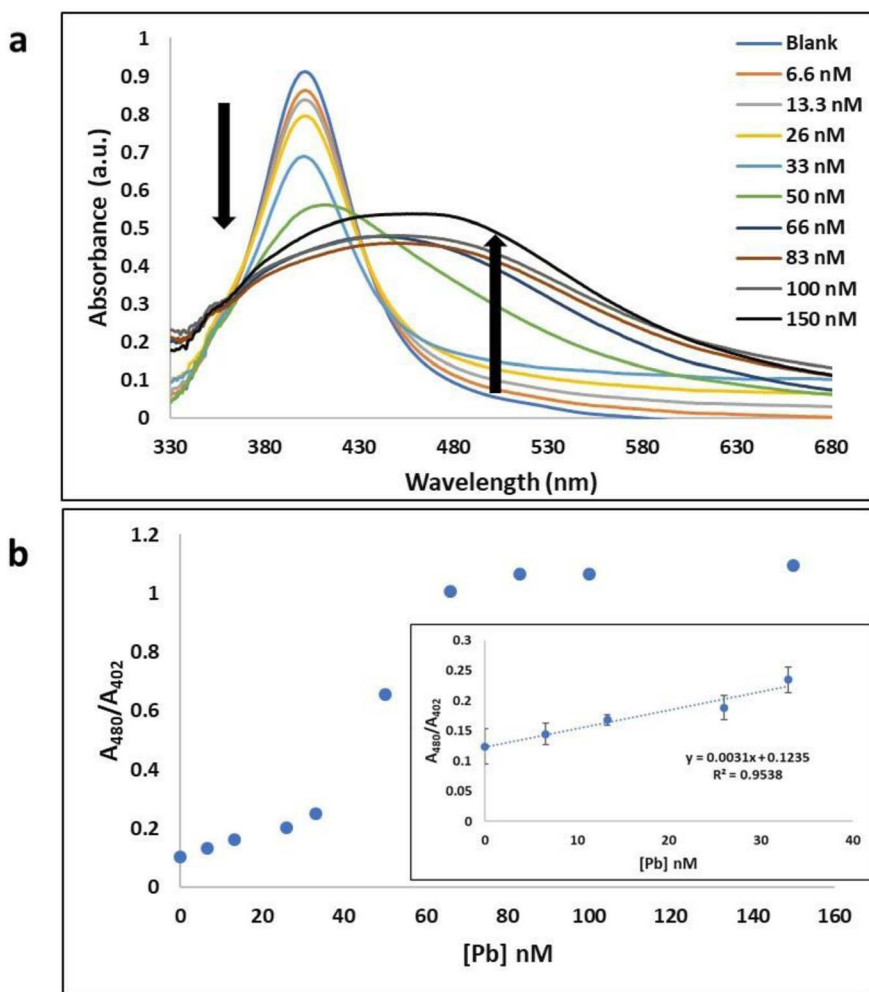 a
1
0.9
0.8
0.7
0.6
0.5
0.4
0.3
0.2
0.1
0
Absorbance (a.u.)
330 380 430 480 530 580 630 680
Wavelength (nm)
Blank
6.6 nM
13.3 nM
26 nM
33 nM
50 nM
66 nM
83 nM
100 nM
150 nM
b
1.2
1
0.8
0.6
0.4
0.2
0
A480/A402
0 20 40 60 80 100 120 140 160
[Pb] nM
0.3
0.25
0.2
0.15
0.1
0.05
0
A480/A402
y = 0.0031x + 0.1235
R² = 0.9538
0 10 20 30 40
[Pb] nM